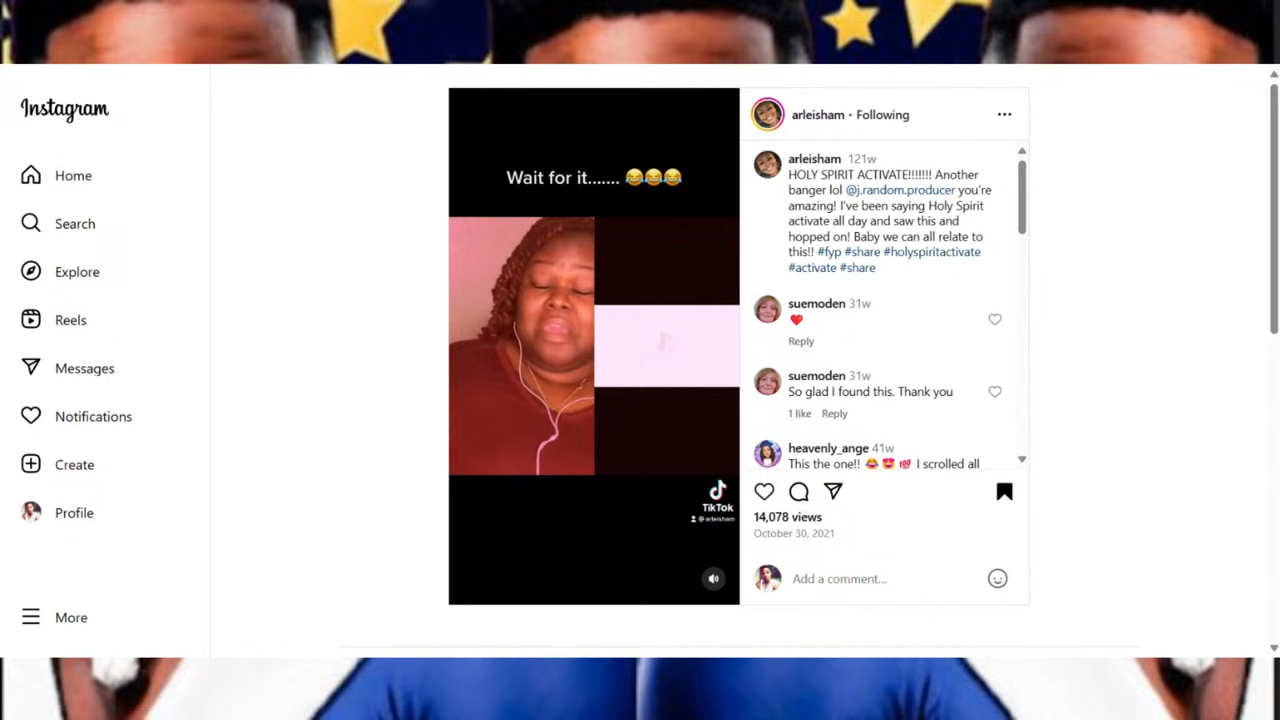 Instagram
Home
Search
Explore
Reels
Messages
Notifications
Create
Profile
More
Wait for it....... 😂😂😂
TikTok
@arleisham
arleisham • Following
arleisham 121w
HOLY SPIRIT ACTIVATE!!!!!!! Another
banger lol @j.random.producer you're
amazing! I've been saying Holy Spirit
activate all day and saw this and
hopped on! Baby we can all relate to
this!! #fyp #share #holyspiritactivate
#activate #share
suemoden 31w
❤️
Reply
suemoden 31w
So glad I found this. Thank you
1 like Reply
heavenly_ange 41w
This the one!! 😂😍💯 I scrolled all
14,078 views
October 30, 2021
Add a comment...